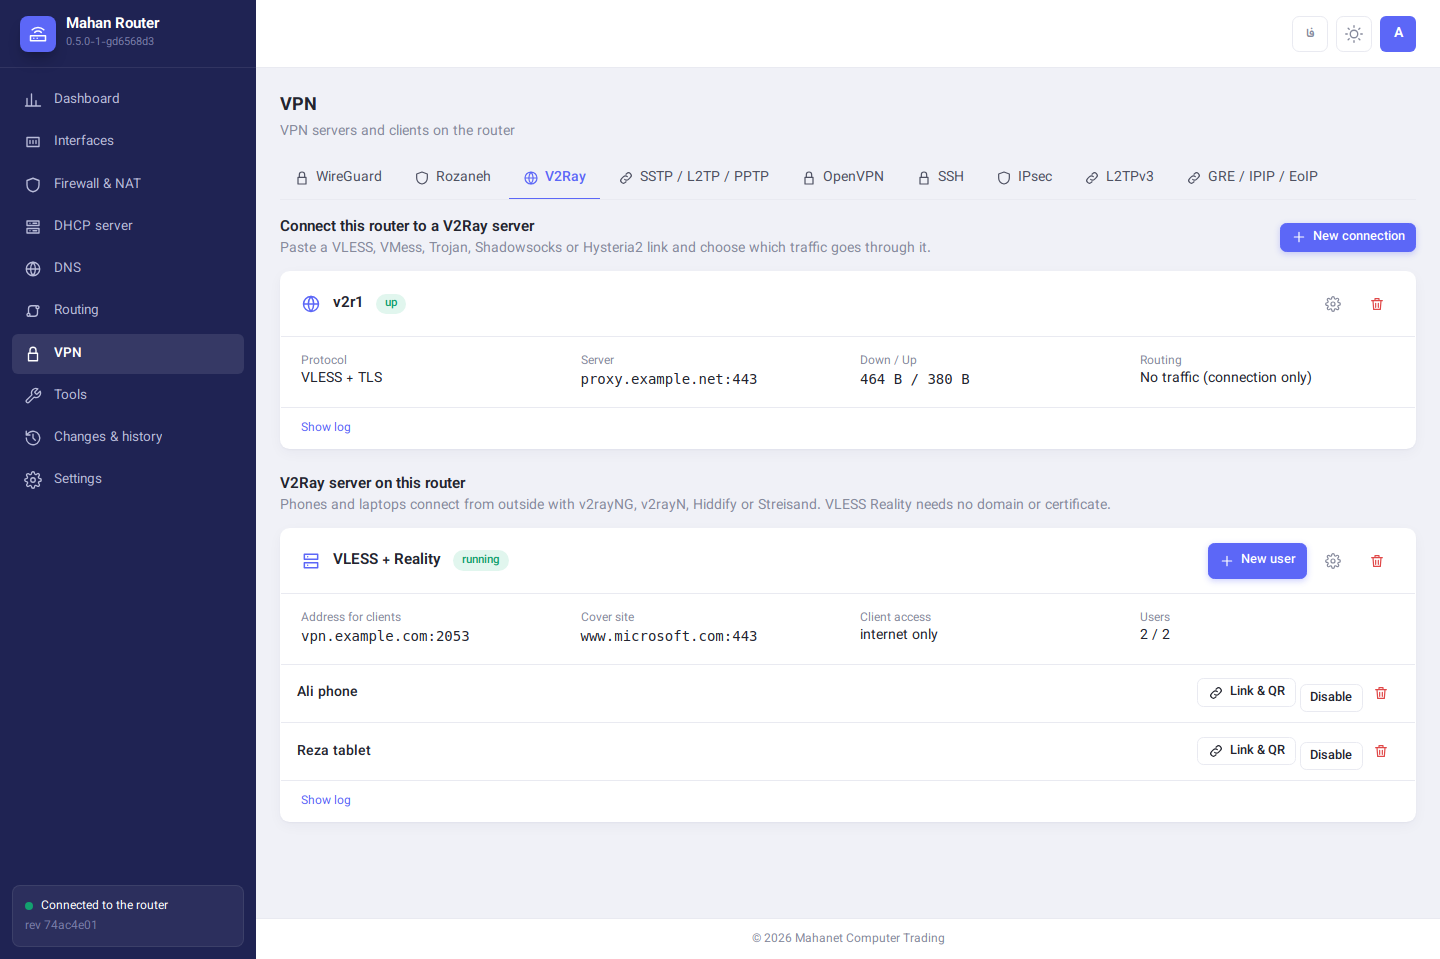 Mahan Router
0.5.0-1-gd6568d3
فا
A
Dashboard
Interfaces
Firewall & NAT
DHCP server
DNS
Routing
VPN
Tools
Changes & history
Settings
Connected to the router
rev 74ac4e01
VPN
VPN servers and clients on the router
WireGuard
Rozaneh
V2Ray
SSTP / L2TP / PPTP
OpenVPN
SSH
IPsec
L2TPv3
GRE / IPIP / EoIP
Connect this router to a V2Ray server
Paste a VLESS, VMess, Trojan, Shadowsocks or Hysteria2 link and choose which traffic goes through it.
New connection
v2r1 up
Protocol
VLESS + TLS
Server
proxy.example.net:443
Down / Up
464 B / 380 B
Routing
No traffic (connection only)
Show log
V2Ray server on this router
Phones and laptops connect from outside with v2rayNG, v2rayN, Hiddify or Streisand. VLESS Reality needs no domain or certificate.
VLESS + Reality running
New user
Address for clients
vpn.example.com:2053
Cover site
www.microsoft.com:443
Client access
internet only
Users
2 / 2
Ali phone
Link & QR
Disable
Reza tablet
Link & QR
Disable
Show log
© 2026 Mahanet Computer Trading